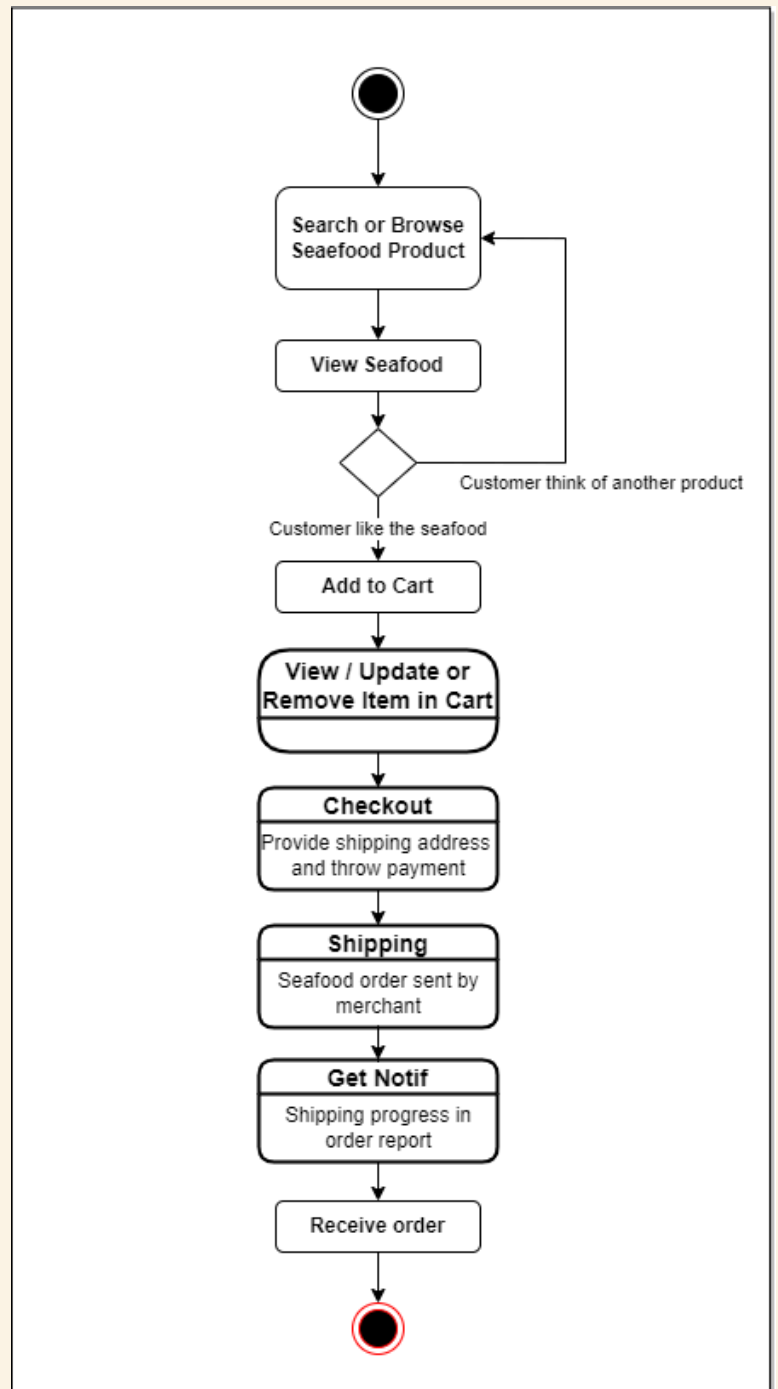 Search or Browse
Seaefood Product
View Seafood
Customer think of another product
Customer like the seafood
Add to Cart
View / Update or
Remove Item in Cart
Checkout
Provide shipping address
and throw payment
Shipping
Seafood order sent by
merchant
Get Notif
Shipping progress in
order report
Receive order